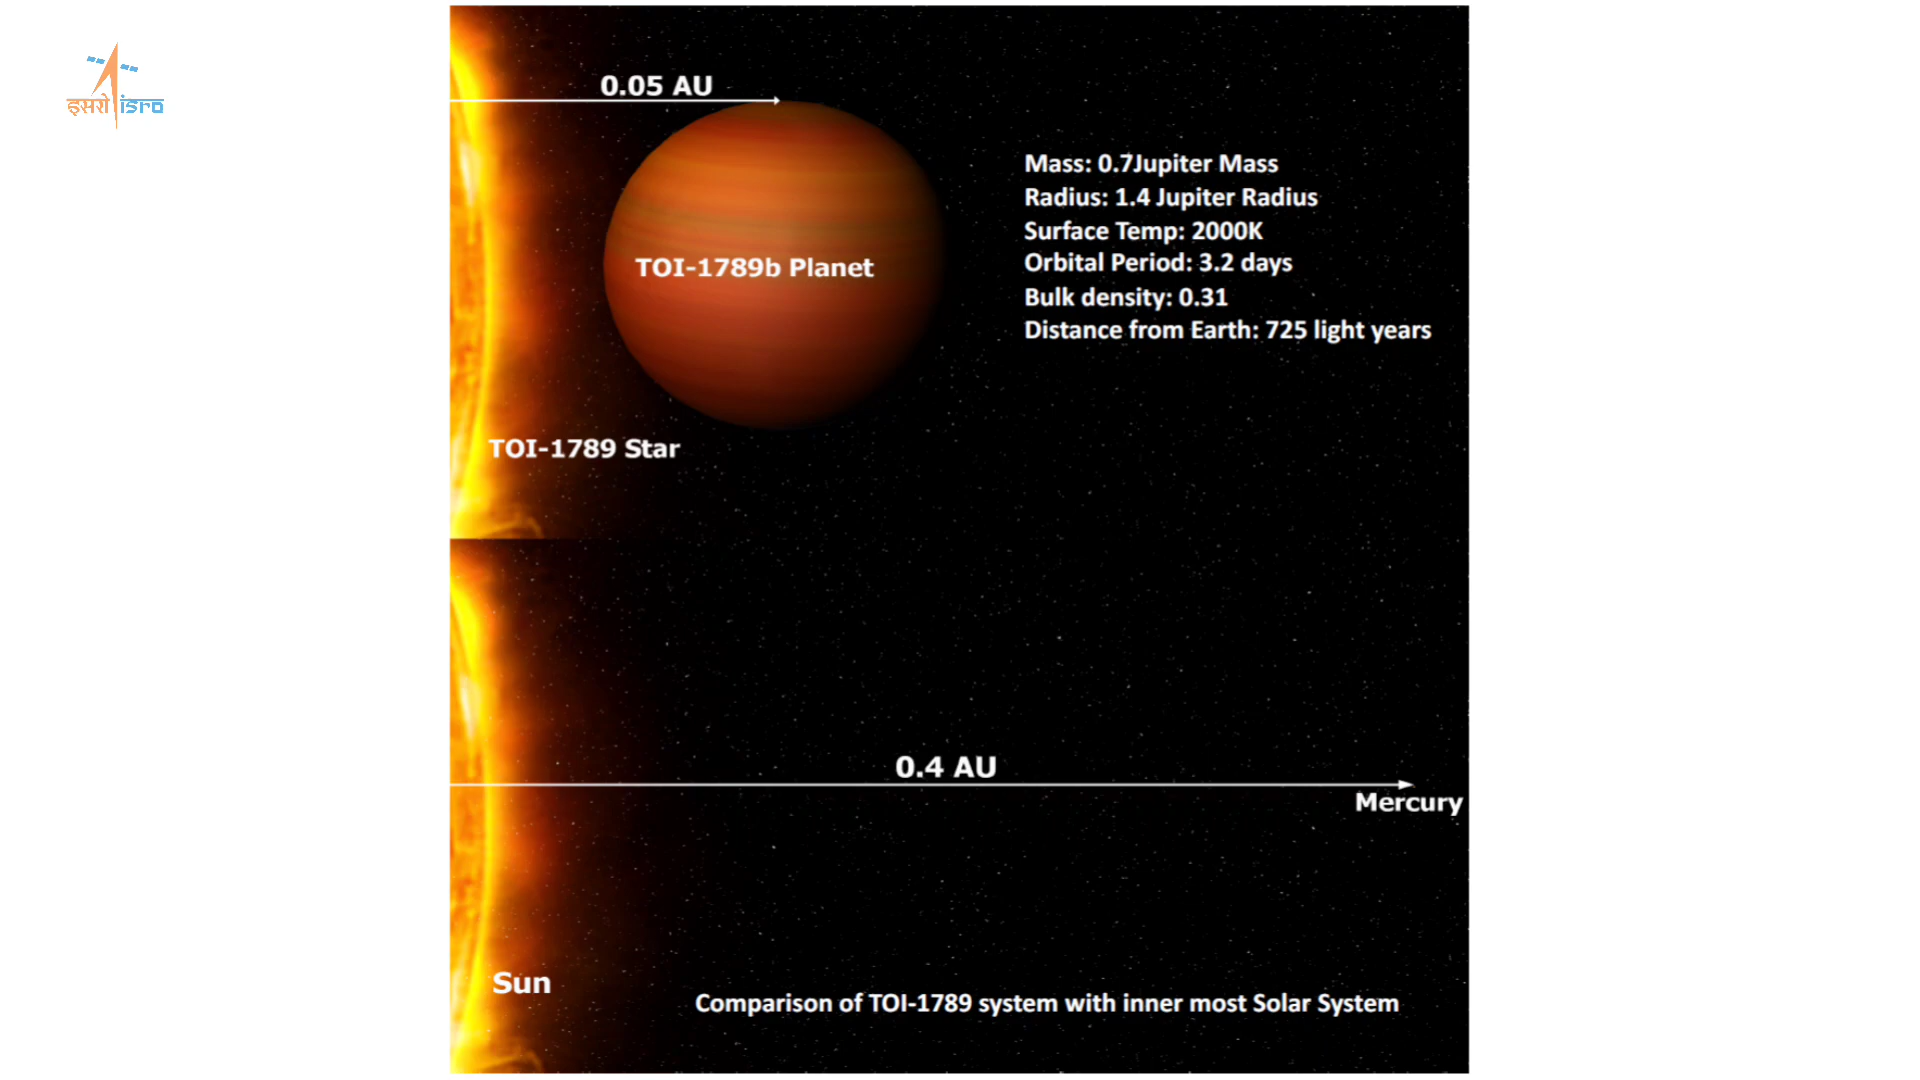 इसरो isro
0.05 AU
Mass: 0.7Jupiter Mass
Radius: 1.4 Jupiter Radius
Surface Temp: 2000K
Orbital Period: 3.2 days
Bulk density: 0.31
Distance from Earth: 725 light years
TOI-1789b Planet
TOI-1789 Star
0.4 AU
Mercury
Sun
Comparison of TOI-1789 system with inner most Solar System